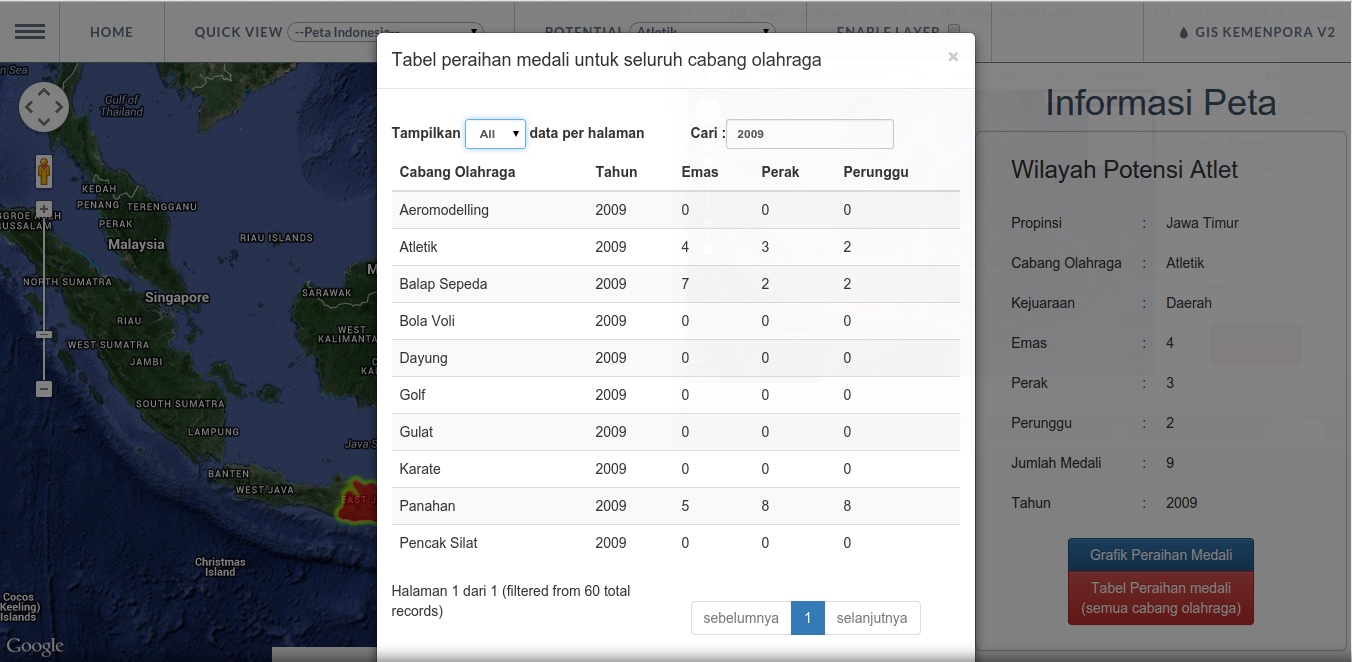 HOME
QUICK VIEW --Peta Indonesia--
POTENTIAL Atletik
ENABLE LAYER
GIS KEMENPORA V2
Tabel peraihan medali untuk seluruh cabang olahraga ×
Tampilkan All data per halaman Cari : 2009
Cabang Olahraga Tahun Emas Perak Perunggu
Aeromodelling 2009 0 0 0
Atletik 2009 4 3 2
Balap Sepeda 2009 7 2 2
Bola Voli 2009 0 0 0
Dayung 2009 0 0 0
Golf 2009 0 0 0
Gulat 2009 0 0 0
Karate 2009 0 0 0
Panahan 2009 5 8 8
Pencak Silat 2009 0 0 0
Halaman 1 dari 1 (filtered from 60 total
records)
sebelumnya 1 selanjutnya
Informasi Peta
Wilayah Potensi Atlet
Propinsi : Jawa Timur
Cabang Olahraga : Atletik
Kejuaraan : Daerah
Emas : 4
Perak : 3
Perunggu : 2
Jumlah Medali : 9
Tahun : 2009
Grafik Peraihan Medali
Tabel Peraihan medali
(semua cabang olahraga)
Gulf of
Thailand
KEDAH
PENANG
TERENGGANU
PERAK
Malaysia
RIAU ISLANDS
NORTH SUMATRA
Singapore
SARAWAK
RIAU
WEST
KALIMANTA
WEST SUMATRA
JAMBI
SOUTH SUMATRA
LAMPUNG
Java S
BANTEN
WEST JAVA
EAST J
Christmas
Island
Cocos
Keeling)
Islands
Google